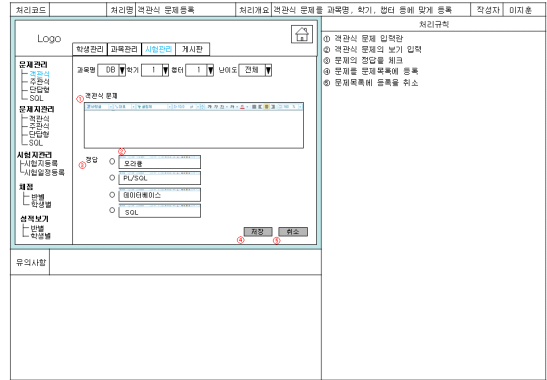 처리코드 처리명 객관식 문제등록 처리개요 객관식 문제를 과목명, 학기, 챕터 등에 맞게 등록 작성자 이지훈
처리규칙
① 객관식 문제 입력란
② 객관식 문제의 보기 입력
③ 문제의 정답을 체크
④ 문제를 문제목록에 등록
⑤ 문제목록에 등록을 취소
Logo
학생관리 과목관리 시험관리 게시판
문제관리
객관식
주관식
단답형
SQL
문제지관리
객관식
주관식
단답형
SQL
시험지관리
시험지등록
시험일정등록
채점
반별
학생별
성적보기
반별
학생별
과목명 DB 학기 1 챕터 1 난이도 전체
① 객관식 문제
②
③ 정답
오라클
PL/SQL
데이터베이스
SQL
저장 취소
④ ⑤
유의사항